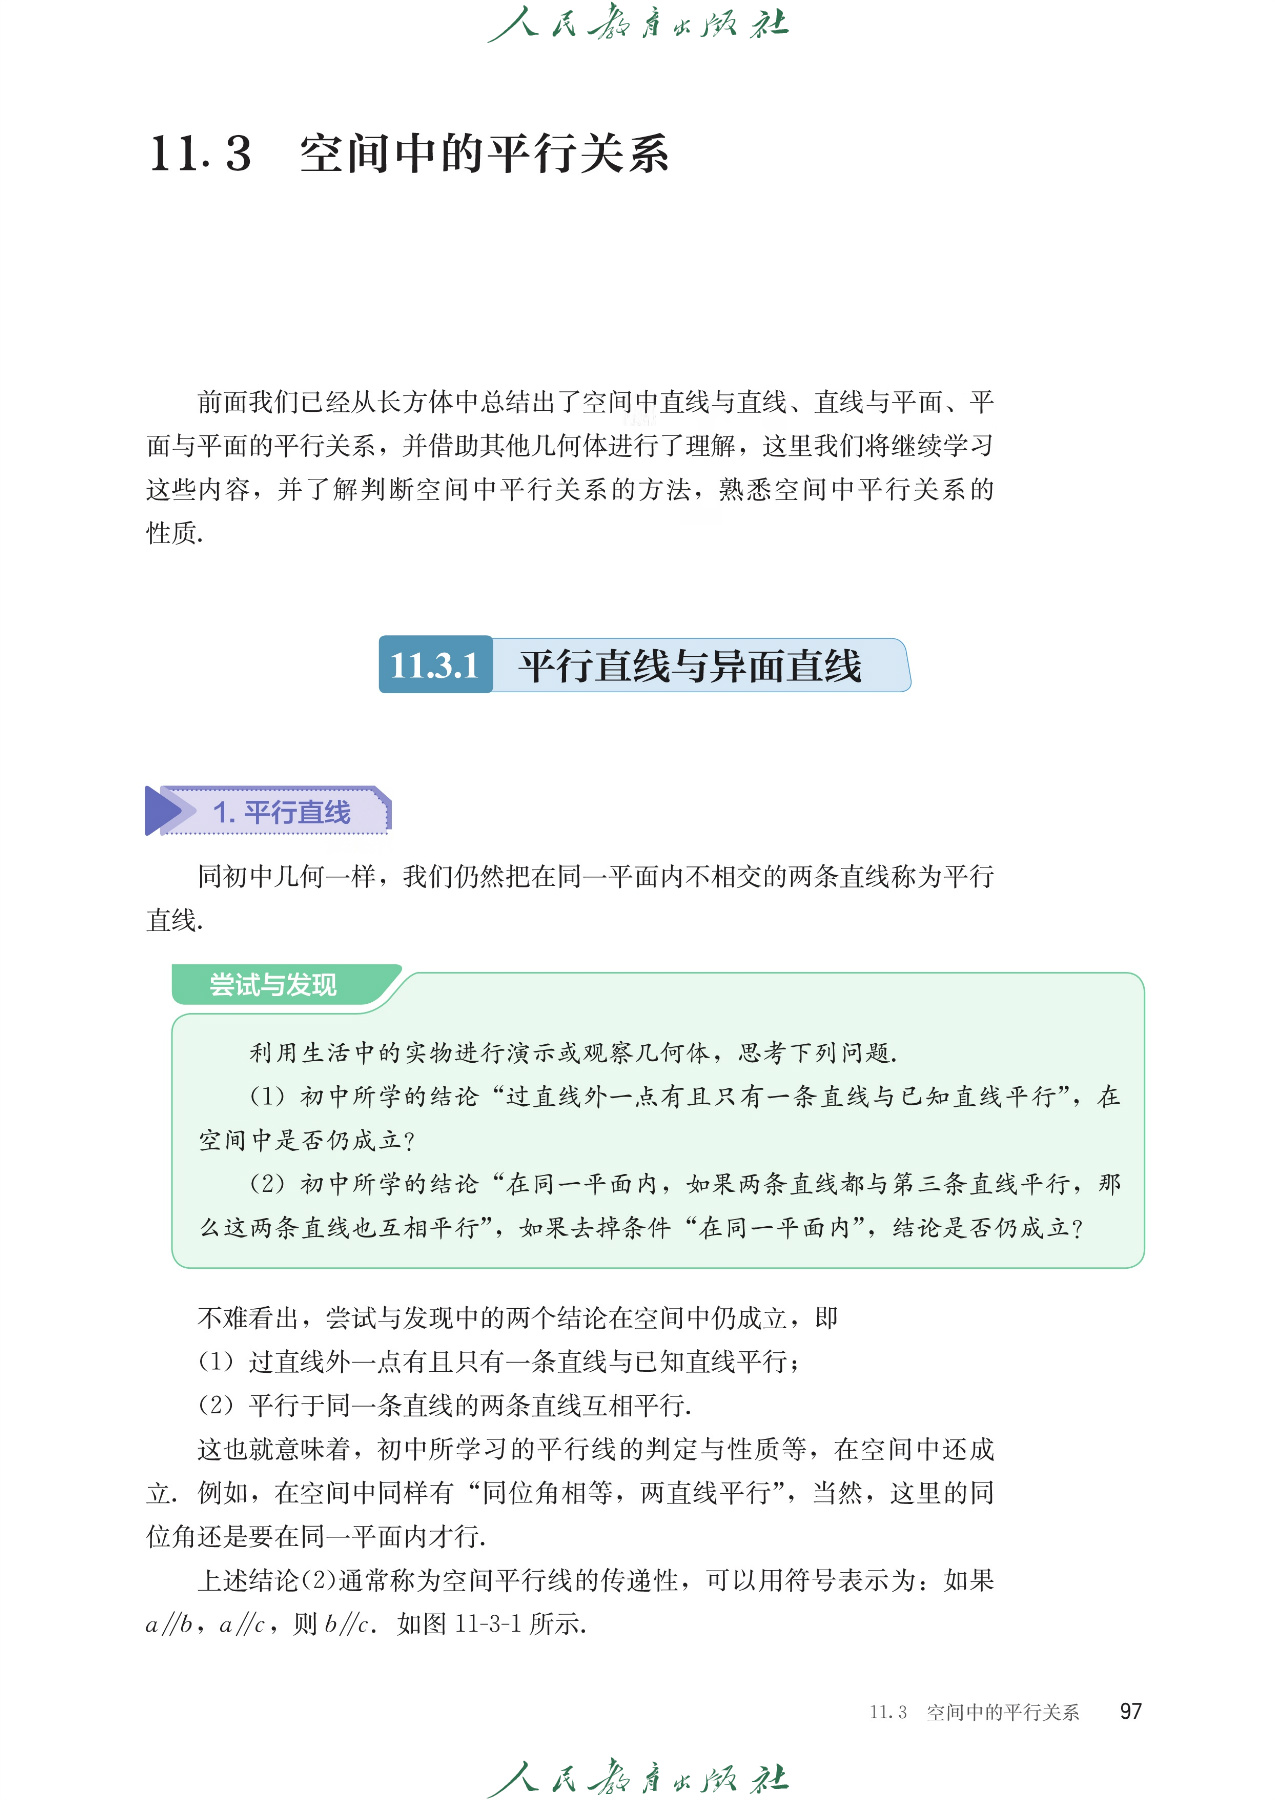 人民教育出版社
11.3 空间中的平行关系
前面我们已经从长方体中总结出了空间中直线与直线、直线与平面、平
面与平面的平行关系，并借助其他几何体进行了理解，这里我们将继续学习
这些内容，并了解判断空间中平行关系的方法，熟悉空间中平行关系的
性质.
11.3.1 平行直线与异面直线
1. 平行直线
同初中几何一样，我们仍然把在同一平面内不相交的两条直线称为平行
直线.
尝试与发现
利用生活中的实物进行演示或观察几何体，思考下列问题.
（1）初中所学的结论“过直线外一点有且只有一条直线与已知直线平行”，在
空间中是否仍成立？
（2）初中所学的结论“在同一平面内，如果两条直线都与第三条直线平行，那
么这两条直线也互相平行”，如果去掉条件“在同一平面内”，结论是否仍成立？
不难看出，尝试与发现中的两个结论在空间中仍成立，即
（1）过直线外一点有且只有一条直线与已知直线平行；
（2）平行于同一条直线的两条直线互相平行.
这也就意味着，初中所学习的平行线的判定与性质等，在空间中还成
立. 例如，在空间中同样有“同位角相等，两直线平行”，当然，这里的同
位角还是要在同一平面内才行.
上述结论(2)通常称为空间平行线的传递性，可以用符号表示为：如果
a∥b，a∥c，则 b∥c. 如图 11-3-1 所示.
11.3 空间中的平行关系 97
人民教育出版社